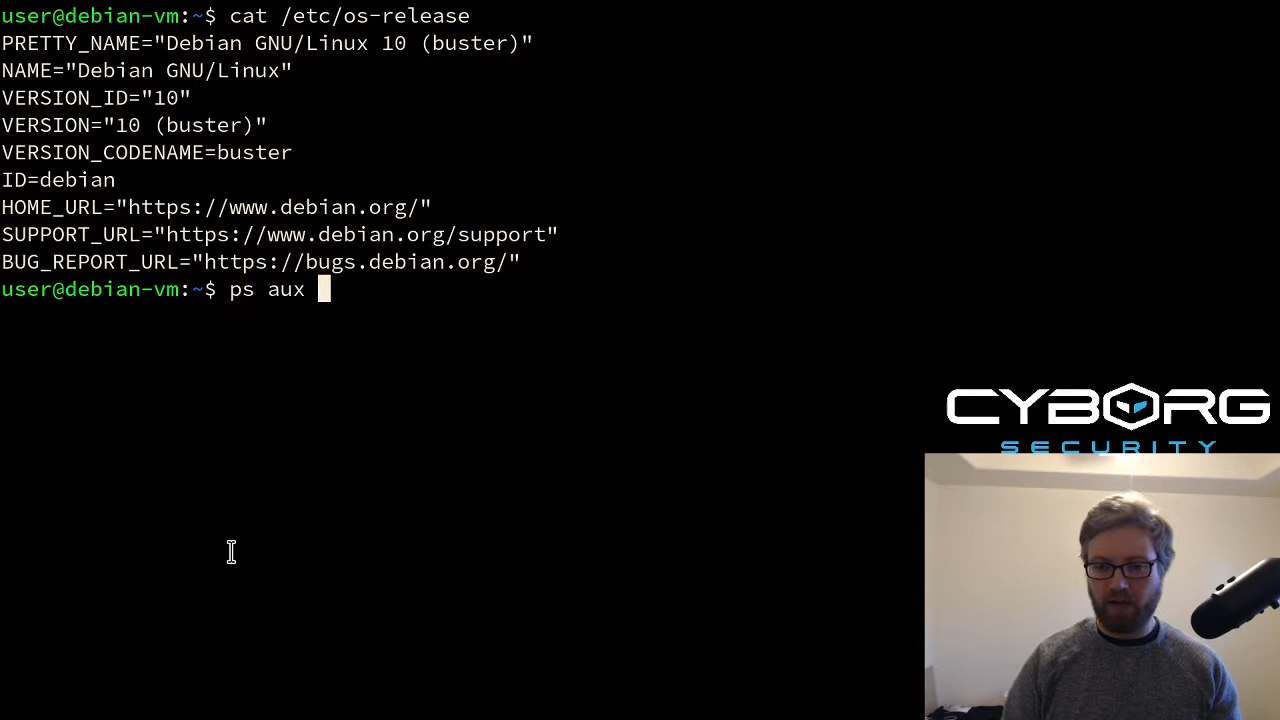 user@debian-vm:~$ cat /etc/os-release
PRETTY_NAME="Debian GNU/Linux 10 (buster)"
NAME="Debian GNU/Linux"
VERSION_ID="10"
VERSION="10 (buster)"
VERSION_CODENAME=buster
ID=debian
HOME_URL="https://www.debian.org/"
SUPPORT_URL="https://www.debian.org/support"
BUG_REPORT_URL="https://bugs.debian.org/"
user@debian-vm:~$ ps aux
CYBORG
SECURITY